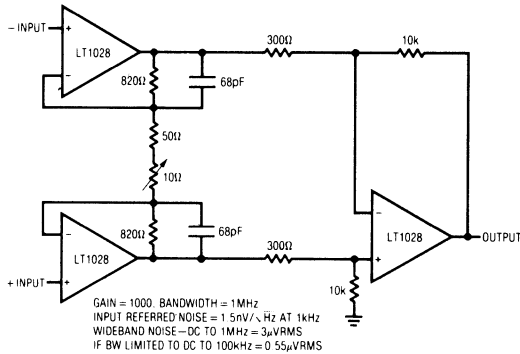 – INPUT
+
–
LT1028
820Ω
68pF
300Ω
10k
50Ω
10Ω
–
+
LT1028
820Ω
68pF
300Ω
+ INPUT
–
+
LT1028
OUTPUT
10k
GAIN = 1000, BANDWIDTH = 1MHz
INPUT REFERRED NOISE = 1.5nV/√Hz AT 1kHz
WIDEBAND NOISE–DC TO 1MHz = 3μVRMS
IF BW LIMITED TO DC TO 100kHz = 0.55μVRMS